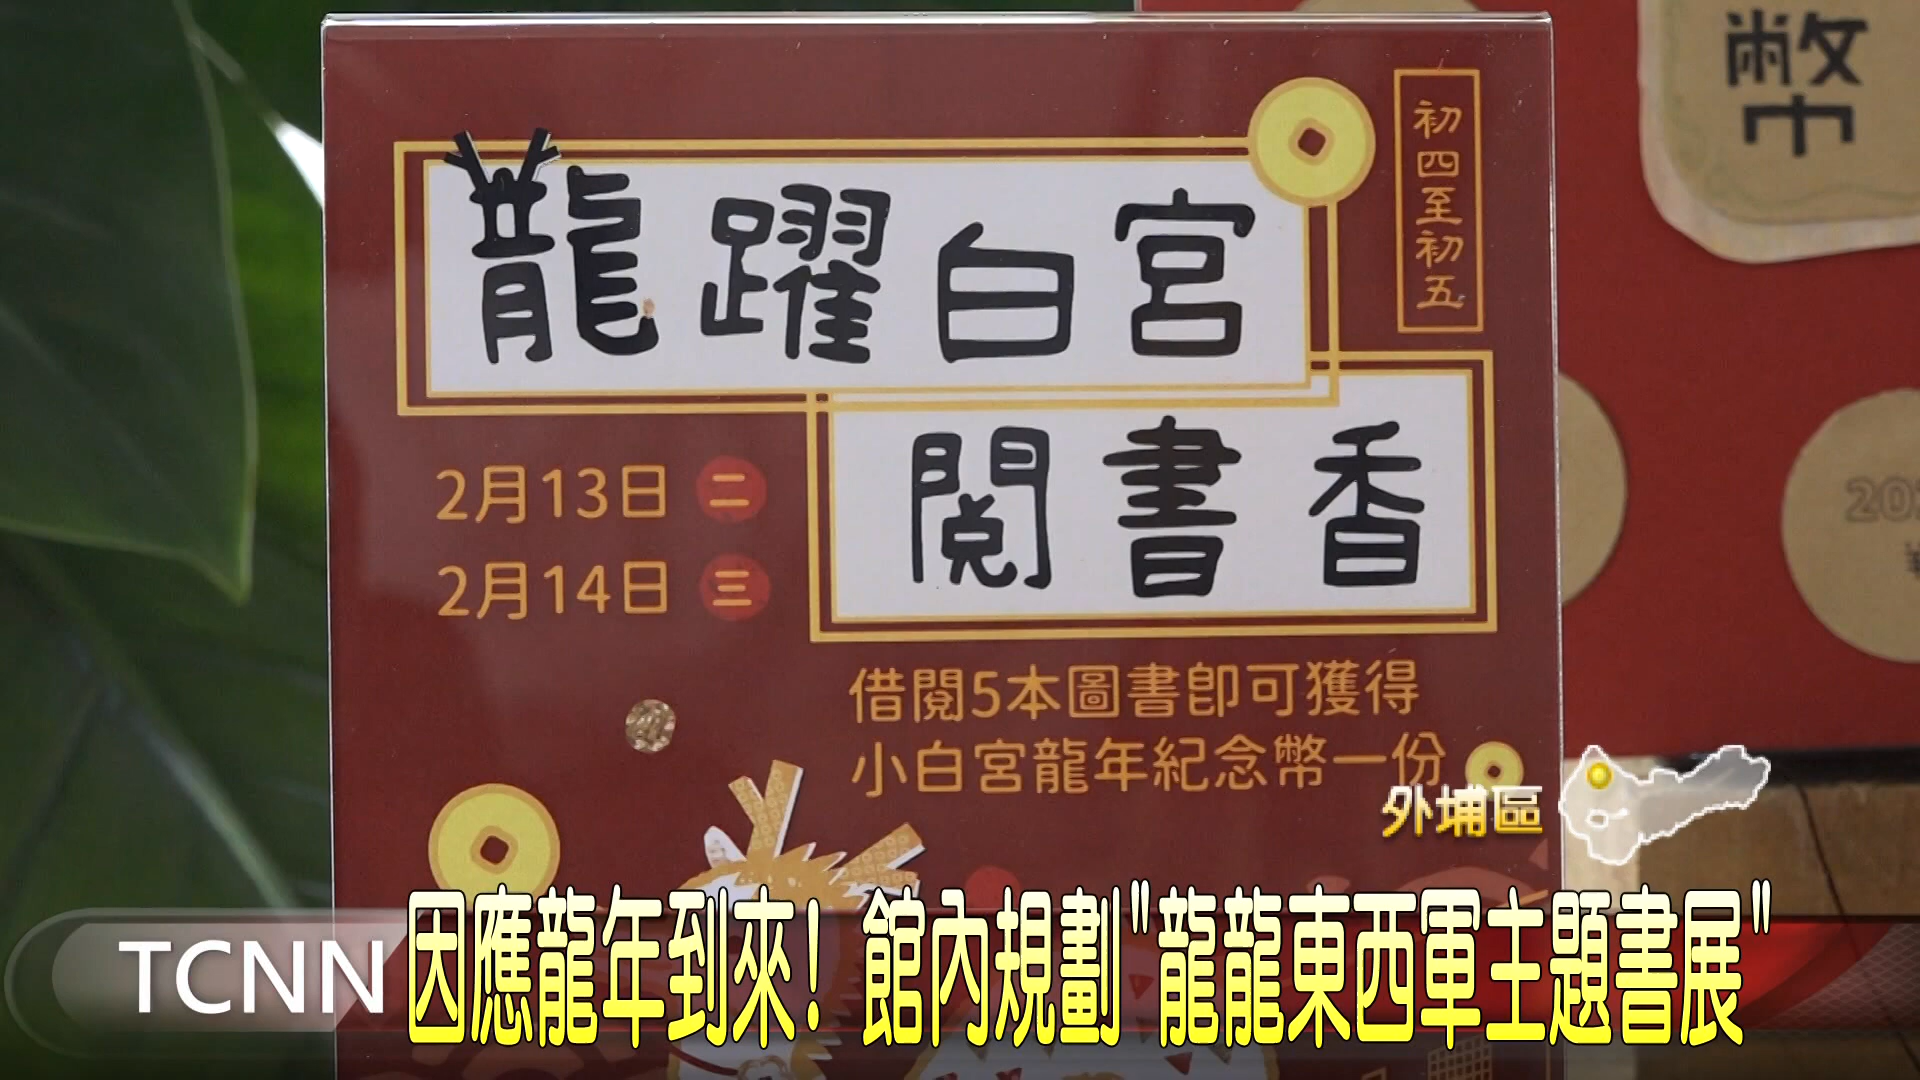 幣
初四至初五
龍躍白宮
閱書香
2月13日 二
2月14日 三
借閱5本圖書即可獲得
小白宮龍年紀念幣一份
外埔區
TCNN
因應龍年到來! 館內規劃"龍龍東西軍主題書展"